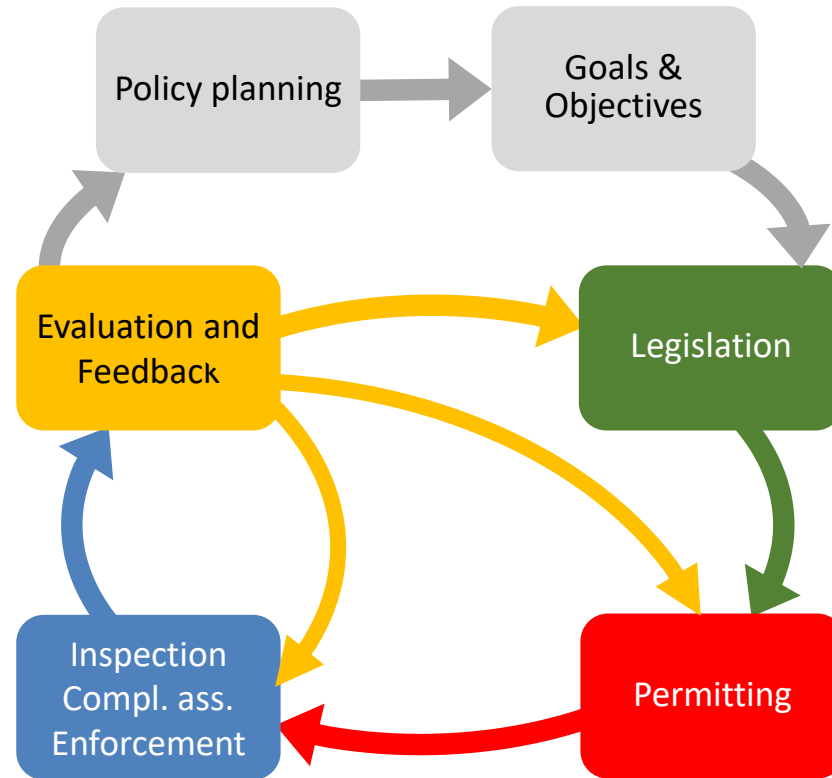 Policy planning
Goals &
Objectives
Evaluation and
Feedback
Legislation
Inspection
Compl. ass.
Enforcement
Permitting